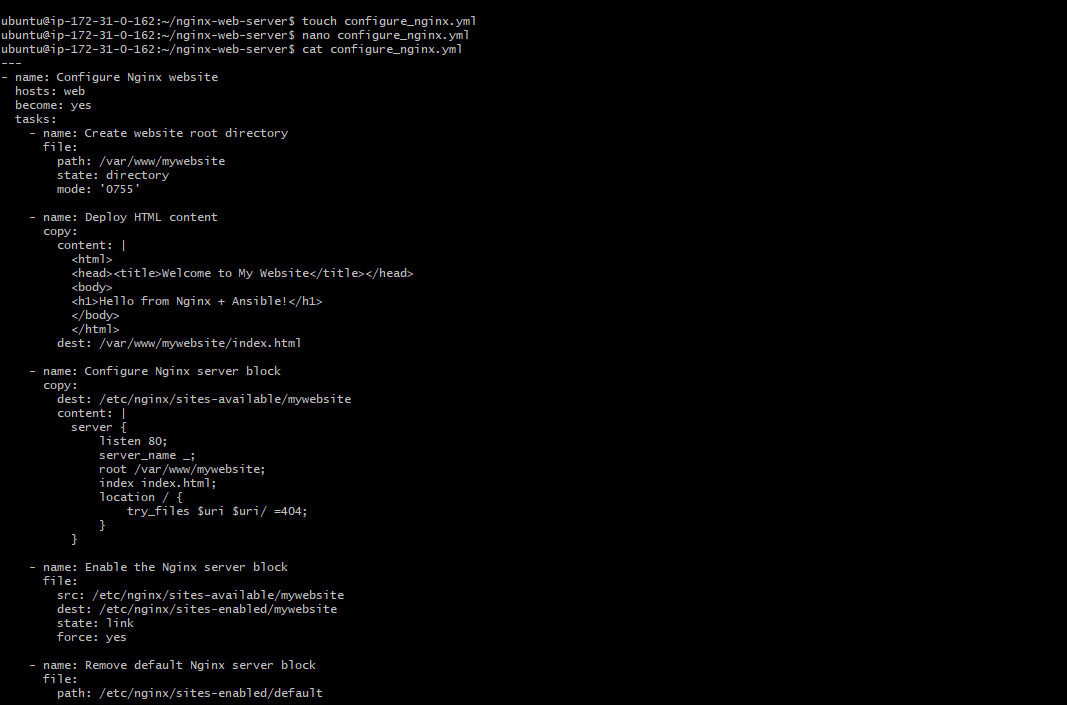 ubuntu@ip-172-31-0-162:~/nginx-web-server$ touch configure_nginx.yml
ubuntu@ip-172-31-0-162:~/nginx-web-server$ nano configure_nginx.yml
ubuntu@ip-172-31-0-162:~/nginx-web-server$ cat configure_nginx.yml
---
- name: Configure Nginx website
  hosts: web
  become: yes
  tasks:
    - name: Create website root directory
      file:
        path: /var/www/mywebsite
        state: directory
        mode: '0755'

    - name: Deploy HTML content
      copy:
        content: |
          <html>
          <head><title>Welcome to My Website</title></head>
          <body>
          <h1>Hello from Nginx + Ansible!</h1>
          </body>
          </html>
        dest: /var/www/mywebsite/index.html

    - name: Configure Nginx server block
      copy:
        dest: /etc/nginx/sites-available/mywebsite
        content: |
          server {
              listen 80;
              server_name _;
              root /var/www/mywebsite;
              index index.html;
              location / {
                  try_files $uri $uri/ =404;
              }
          }

    - name: Enable the Nginx server block
      file:
        src: /etc/nginx/sites-available/mywebsite
        dest: /etc/nginx/sites-enabled/mywebsite
        state: link
        force: yes

    - name: Remove default Nginx server block
      file:
        path: /etc/nginx/sites-enabled/default